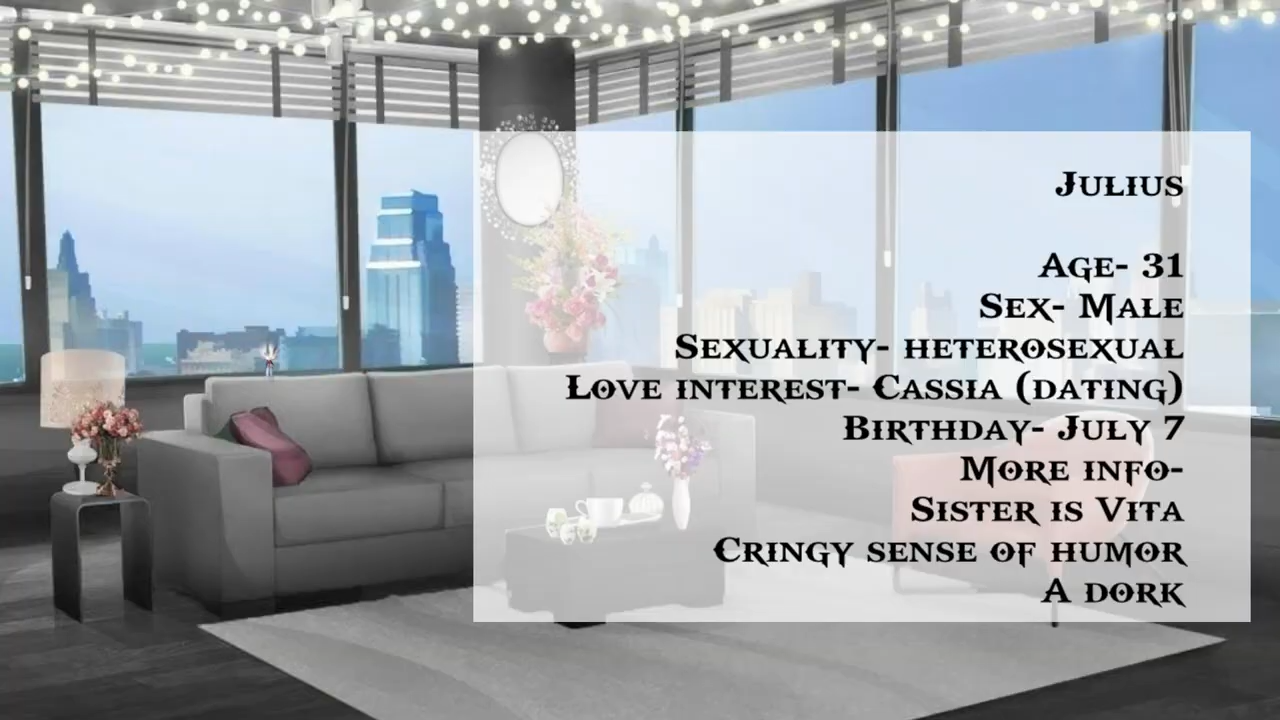 Julius
Age- 31
Sex- Male
Sexuality- heterosexual
Love interest- Cassia (dating)
Birthday- July 7
More info-
Sister is Vita
Cringy sense of humor
A dork